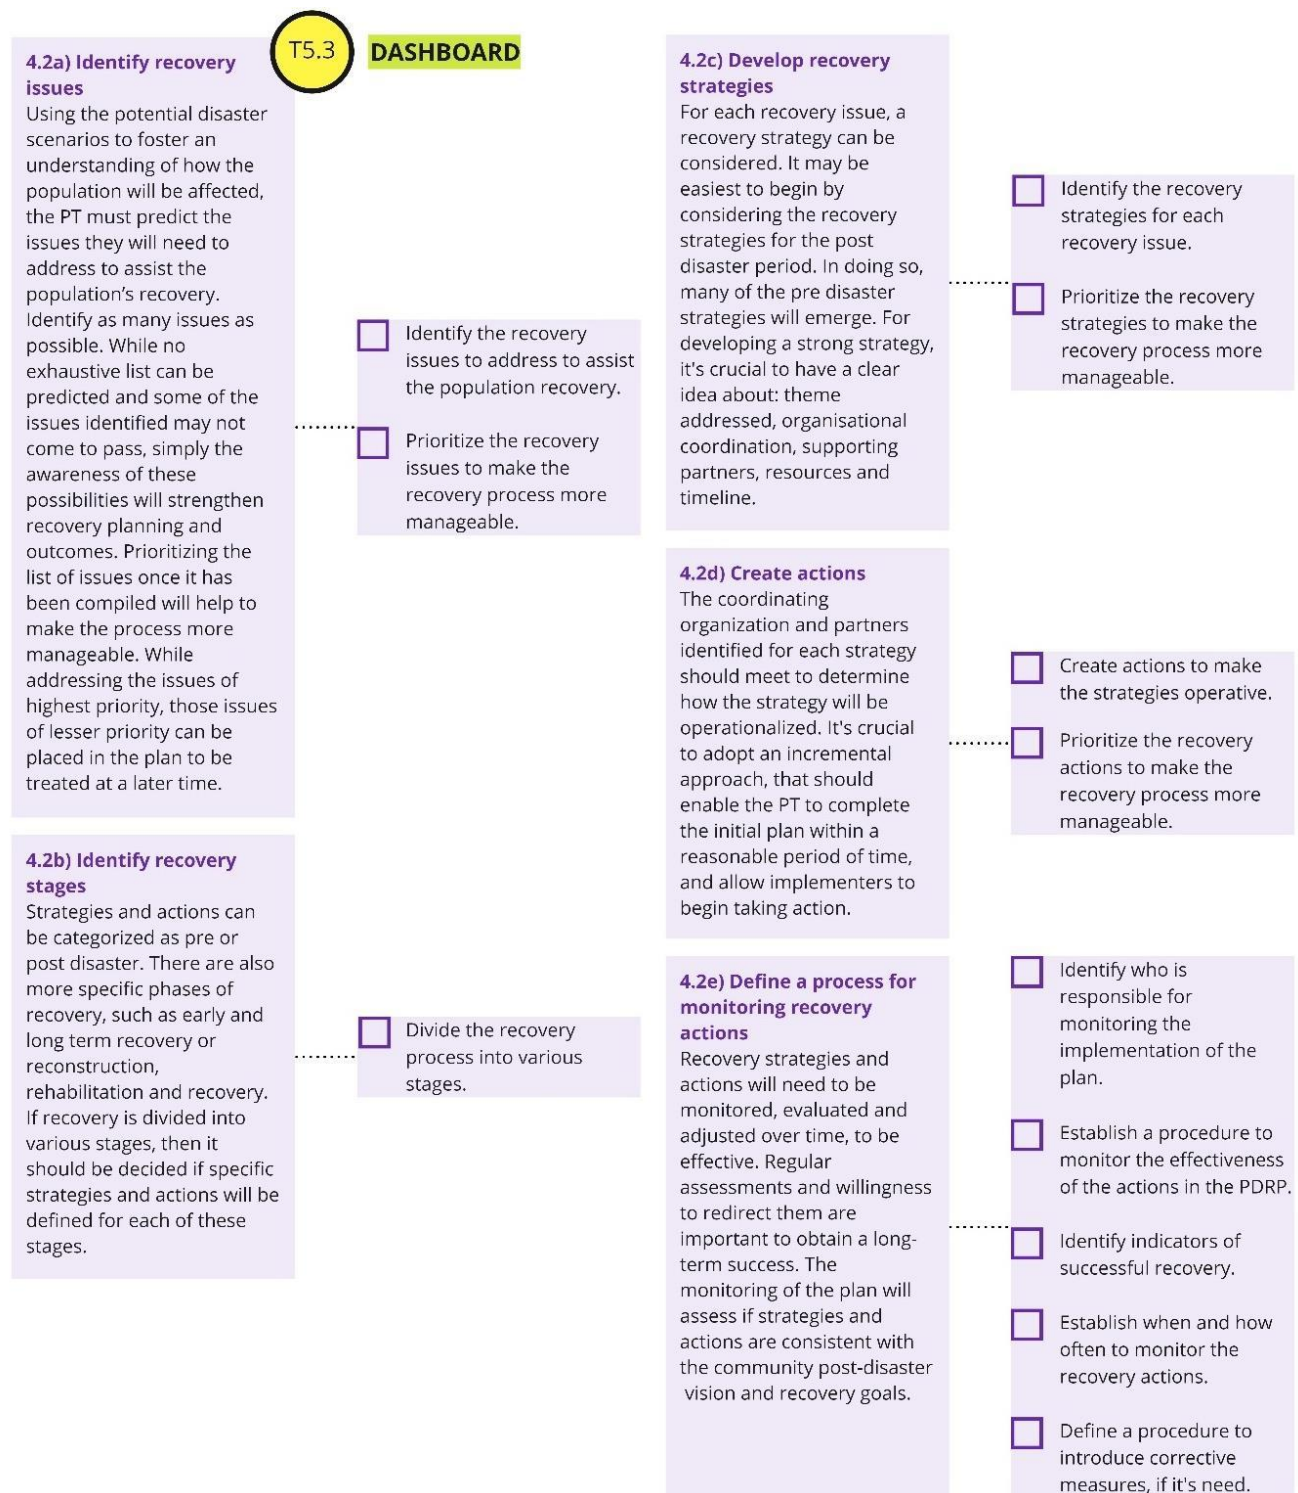 T5.3
DASHBOARD
4.2a) Identify recovery
issues
Using the potential disaster
scenarios to foster an
understanding of how the
population will be affected,
the PT must predict the
issues they will need to
address to assist the
population’s recovery.
Identify as many issues as
possible. While no
exhaustive list can be
predicted and some of the
issues identified may not
come to pass, simply the
awareness of these
possibilities will strengthen
recovery planning and
outcomes. Prioritizing the
list of issues once it has
been compiled will help to
make the process more
manageable. While
addressing the issues of
highest priority, those issues
of lesser priority can be
placed in the plan to be
treated at a later time.
Identify the recovery
issues to address to assist
the population recovery.
Prioritize the recovery
issues to make the
recovery process more
manageable.
4.2b) Identify recovery
stages
Strategies and actions can
be categorized as pre or
post disaster. There are also
more specific phases of
recovery, such as early and
long term recovery or
reconstruction,
rehabilitation and recovery.
If recovery is divided into
various stages, then it
should be decided if specific
strategies and actions will be
defined for each of these
stages.
Divide the recovery
process into various
stages.
4.2c) Develop recovery
strategies
For each recovery issue, a
recovery strategy can be
considered. It may be
easiest to begin by
considering the recovery
strategies for the post
disaster period. In doing so,
many of the pre disaster
strategies will emerge. For
developing a strong strategy,
it's crucial to have a clear
idea about: theme
addressed, organisational
coordination, supporting
partners, resources and
timeline.
Identify the recovery
strategies for each
recovery issue.
Prioritize the recovery
strategies to make the
recovery process more
manageable.
4.2d) Create actions
The coordinating
organization and partners
identified for each strategy
should meet to determine
how the strategy will be
operationalized. It's crucial
to adopt an incremental
approach, that should
enable the PT to complete
the initial plan within a
reasonable period of time,
and allow implementers to
begin taking action.
Create actions to make
the strategies operative.
Prioritize the recovery
actions to make the
recovery process more
manageable.
4.2e) Define a process for
monitoring recovery
actions
Recovery strategies and
actions will need to be
monitored, evaluated and
adjusted over time, to be
effective. Regular
assessments and willingness
to redirect them are
important to obtain a long-
term success. The
monitoring of the plan will
assess if strategies and
actions are consistent with
the community post-disaster
vision and recovery goals.
Identify who is
responsible for
monitoring the
implementation of the
plan.
Establish a procedure to
monitor the effectiveness
of the actions in the PDRP.
Identify indicators of
successful recovery.
Establish when and how
often to monitor the
recovery actions.
Define a procedure to
introduce corrective
measures, if it's need.